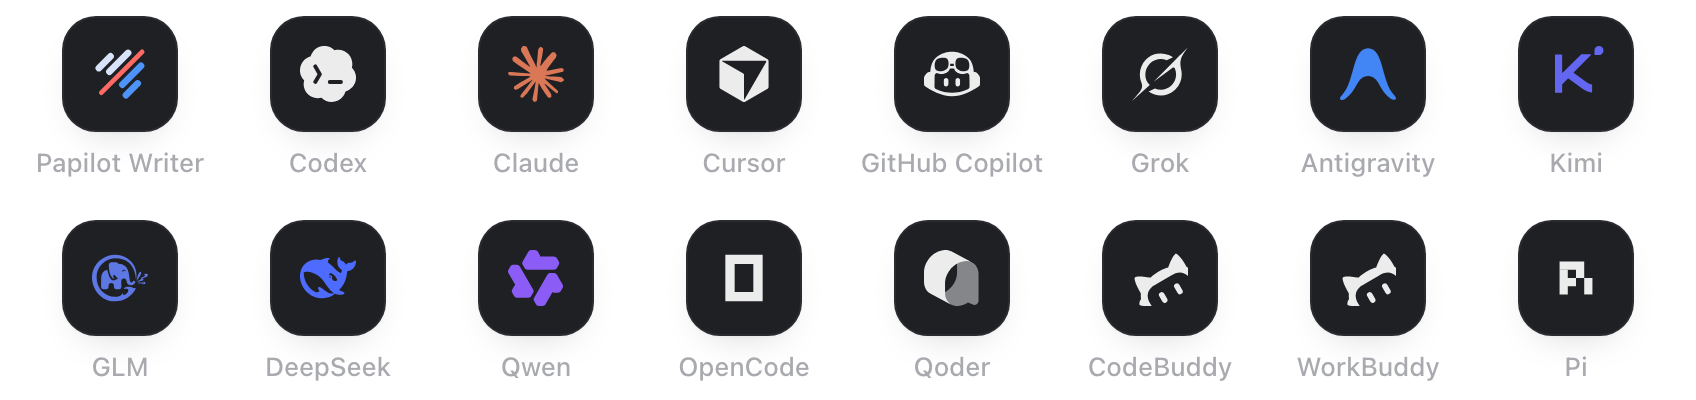 Papilot Writer
Codex
Claude
Cursor
GitHub Copilot
Grok
Antigravity
Kimi
GLM
DeepSeek
Qwen
OpenCode
Qoder
CodeBuddy
WorkBuddy
Pi